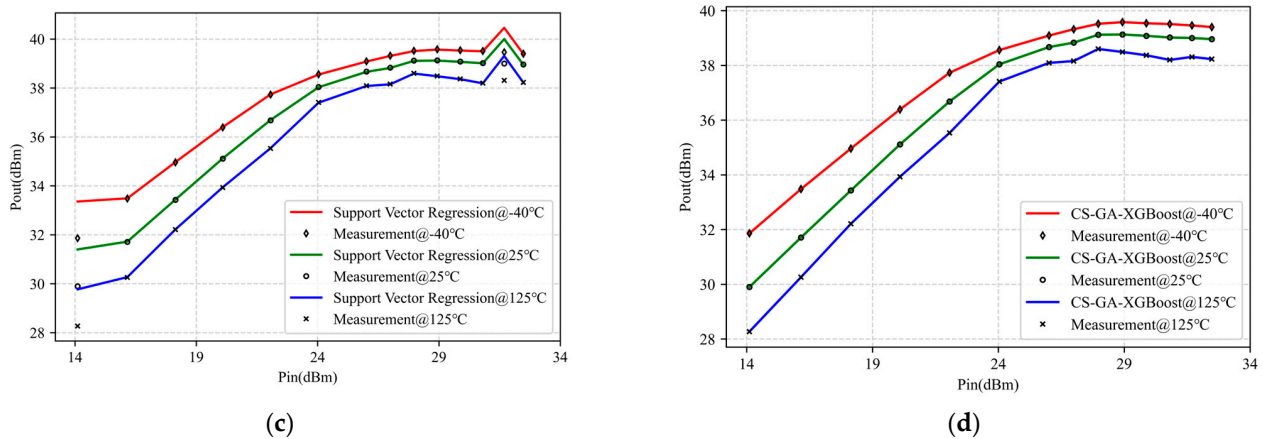 40
38
36
34
32
30
28
Pout(dBm)
Support Vector Regression@-40℃
Measurement@-40℃
Support Vector Regression@25℃
Measurement@25℃
Support Vector Regression@125℃
Measurement@125℃
14 19 24 29 34
Pin(dBm)
(c)
40
38
36
34
32
30
28
Pout(dBm)
CS-GA-XGBoost@-40℃
Measurement@-40℃
CS-GA-XGBoost@25℃
Measurement@25℃
CS-GA-XGBoost@125℃
Measurement@125℃
14 19 24 29 34
Pin(dBm)
(d)